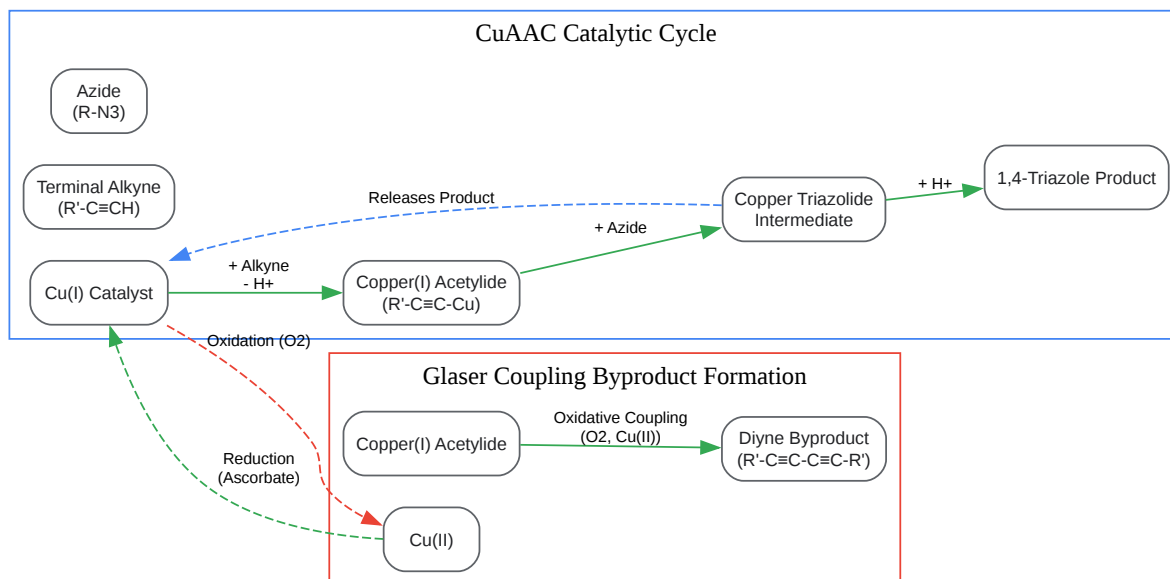 CuAAC Catalytic Cycle
Azide
(R-N3)
Terminal Alkyne
(R'-C≡CH)
Releases Product
+ H+
1,4-Triazole Product
Copper Triazolide
Intermediate
+ Azide
+ Alkyne
- H+
Cu(I) Catalyst
Copper(I) Acetylide
(R'-C≡C-Cu)
Oxidation (O2)
Glaser Coupling Byproduct Formation
Copper(I) Acetylide
Oxidative Coupling
(O2, Cu(II))
Diyne Byproduct
(R'-C≡C-C≡C-R')
Reduction
(Ascorbate)
Cu(II)